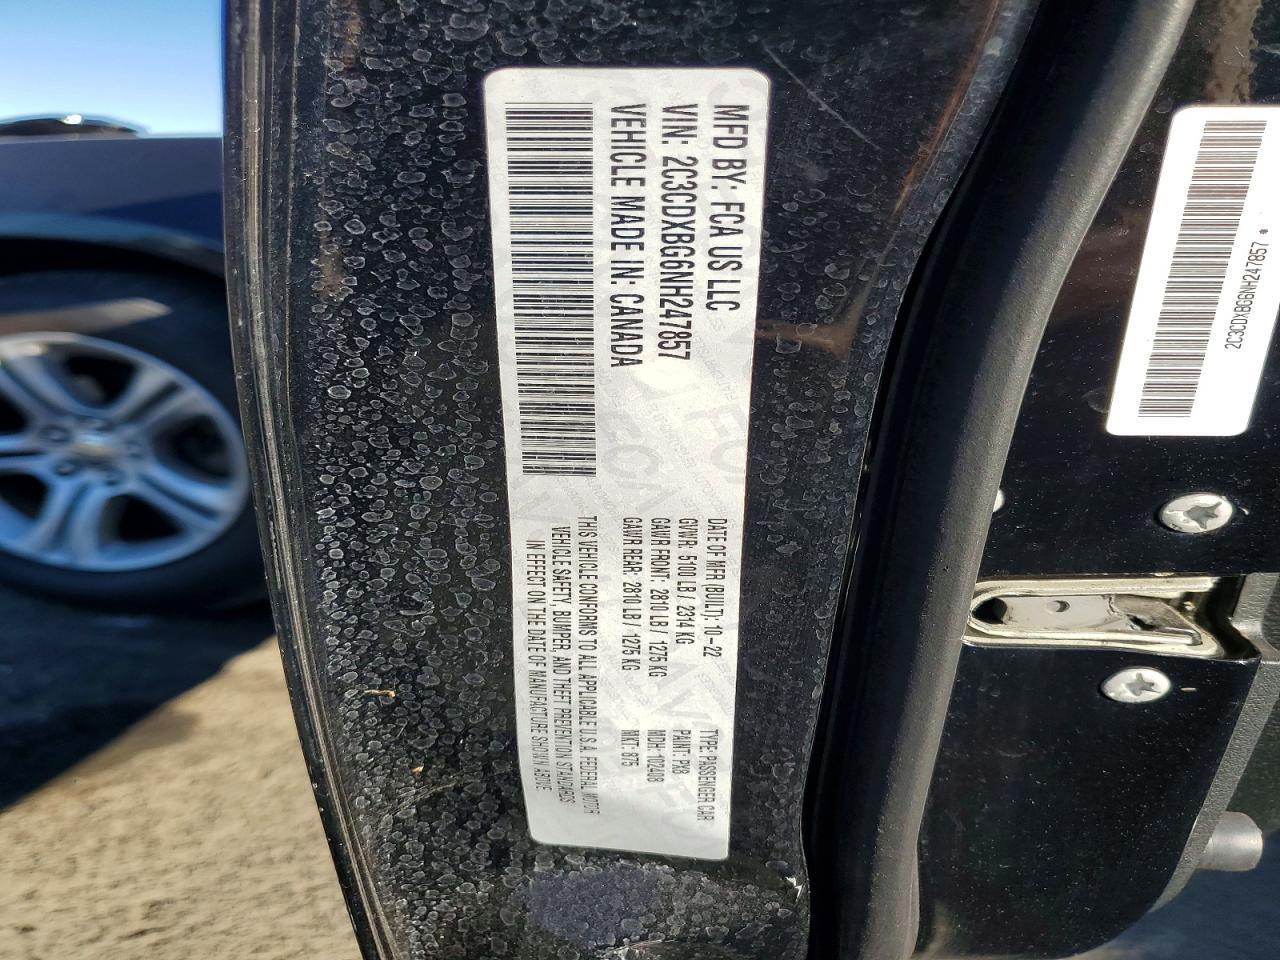 MFD BY: FCA US LLC
VIN: 2C3CDXBG6NH247857
VEHICLE MADE IN: CANADA
DATE OF MFR (BUILT): 10-22
GVWR: 5100 LB / 2314 KG
GAWR FRONT: 2810 LB / 1275 KG
GAWR REAR: 2810 LB / 1275 KG
TYPE: PASSENGER CAR
PAINT: PX8
MDH: 102408
MKT: 875
THIS VEHICLE CONFORMS TO ALL APPLICABLE U.S.A. FEDERAL MOTOR
VEHICLE SAFETY, BUMPER, AND THEFT PREVENTION STANDARDS
IN EFFECT ON THE DATE OF MANUFACTURE SHOWN ABOVE.
2C3CDXBG6NH247857